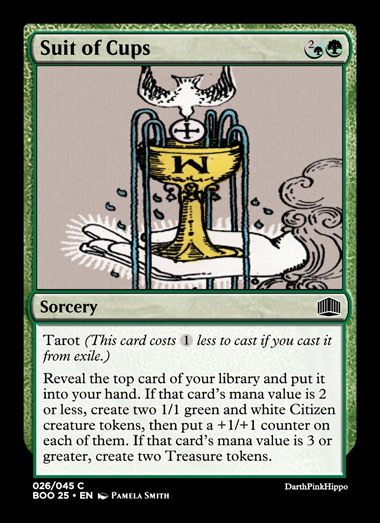 Suit of Cups
2
W
Sorcery
Tarot (This card costs 1 less to cast if you cast it
from exile.)
Reveal the top card of your library and put it
into your hand. If that card's mana value is 2
or less, create two 1/1 green and white Citizen
creature tokens, then put a +1/+1 counter on
each of them. If that card's mana value is 3 or
greater, create two Treasure tokens.
026/045 C
BOO 25 • EN Pamela Smith
DarthPinkHippo